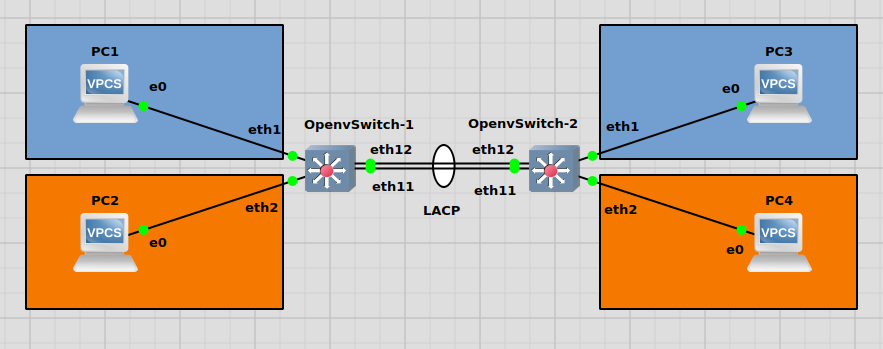 PC1
VPCS
e0
eth1
OpenvSwitch-1
eth12
eth11
PC2
VPCS
e0
eth2
LACP
OpenvSwitch-2
eth12
eth11
PC3
VPCS
e0
eth1
PC4
VPCS
e0
eth2